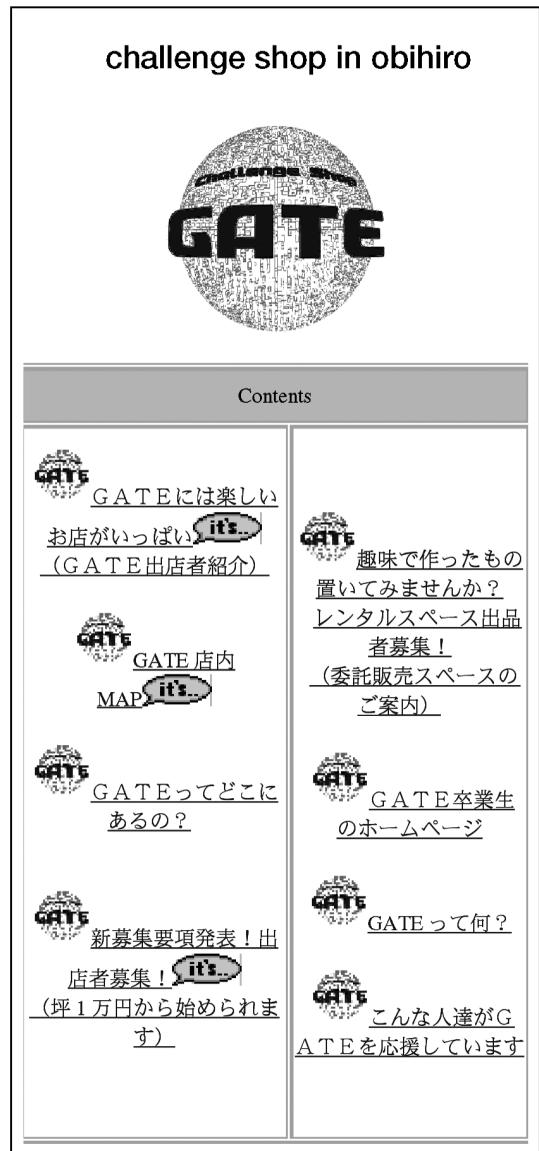 challenge shop in obihiro
Challenge Shop
GATE
Contents
GATE ＧＡＴＥには楽しい
お店がいっぱい it's..
（ＧＡＴＥ出店者紹介）
GATE GATE 店内
MAP it's..
GATE ＧＡＴＥってどこに
あるの？
GATE 新募集要項発表！出
店者募集！ it's..
（坪１万円から始められま
す）
GATE 趣味で作ったもの
置いてみませんか？
レンタルスペース出品
者募集！
（委託販売スペースの
ご案内）
GATE ＧＡＴＥ卒業生
のホームページ
GATE GATE って何？
GATE こんな人達がＧ
ＡＴＥを応援しています